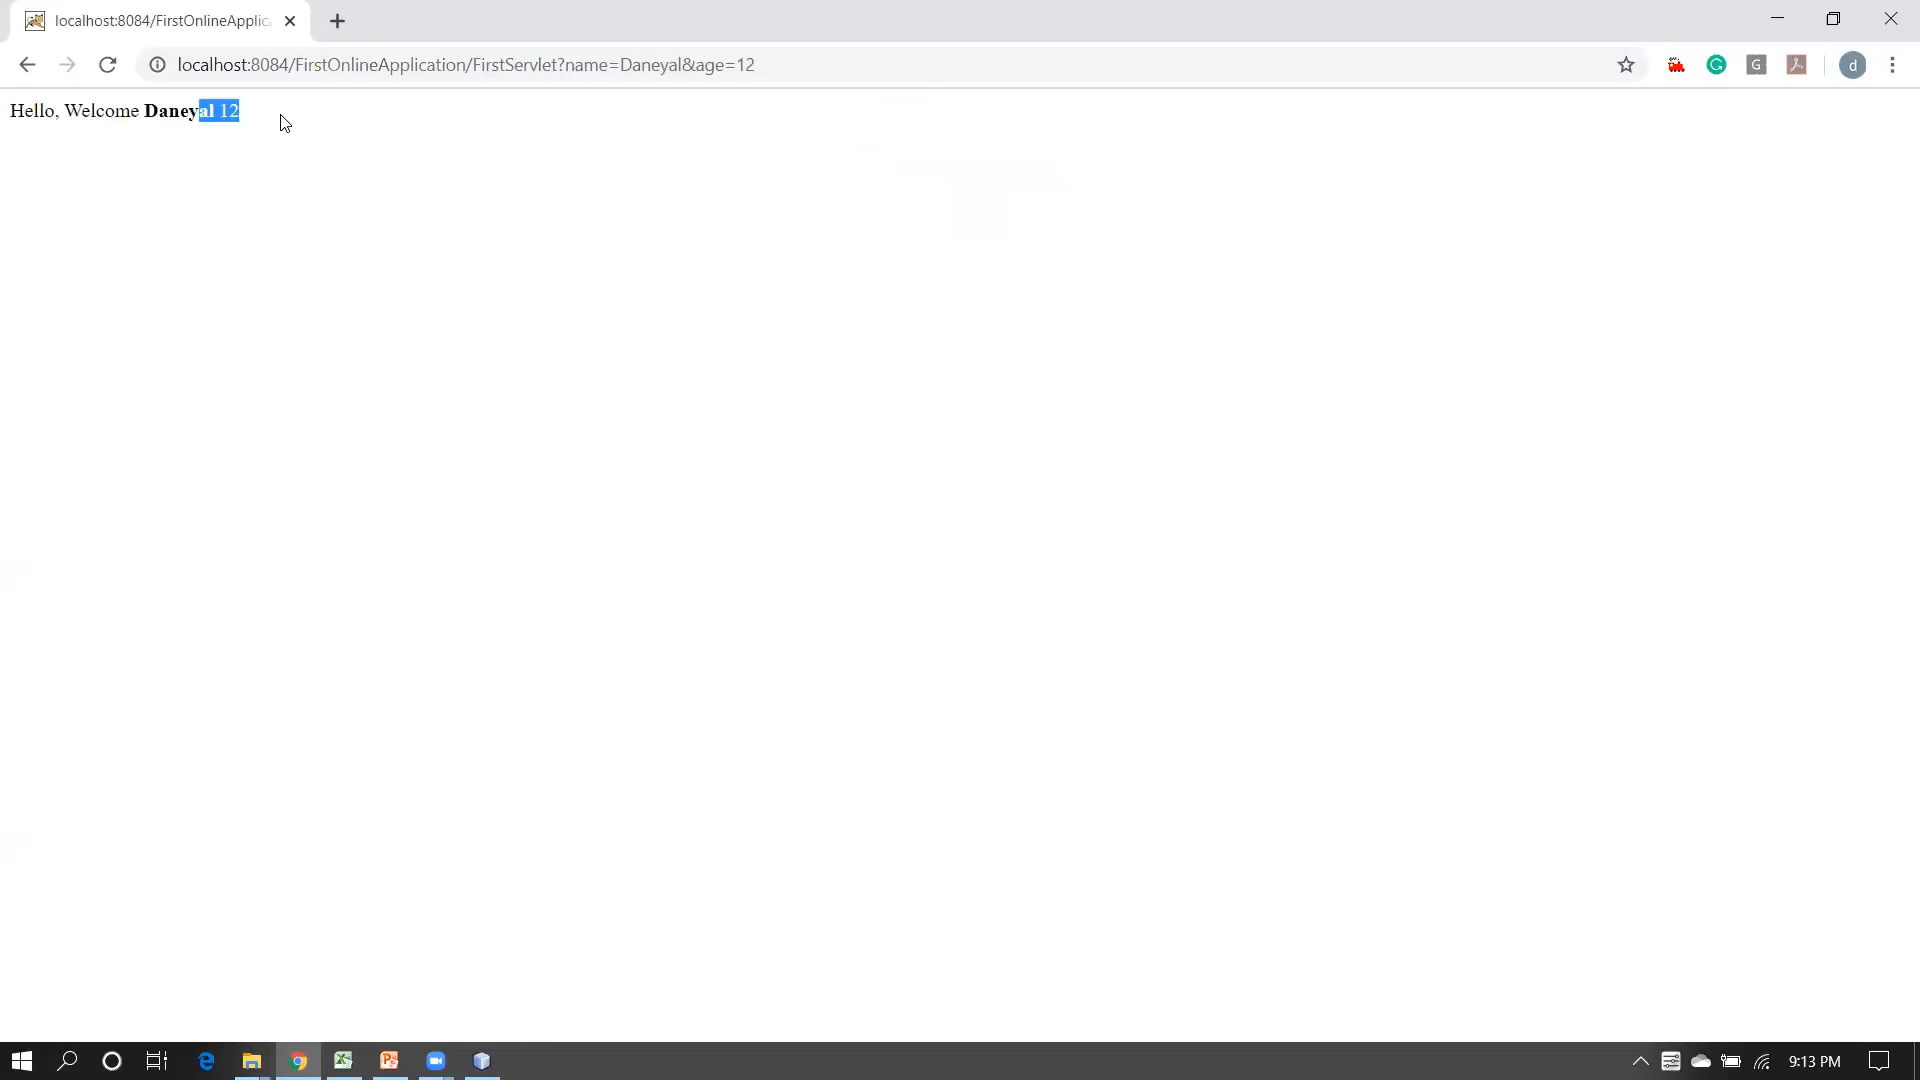 localhost:8084/FirstOnlineApplic
localhost:8084/FirstOnlineApplication/FirstServlet?name=Daneyal&age=12
d
Hello, Welcome Daneyal 12
9:13 PM